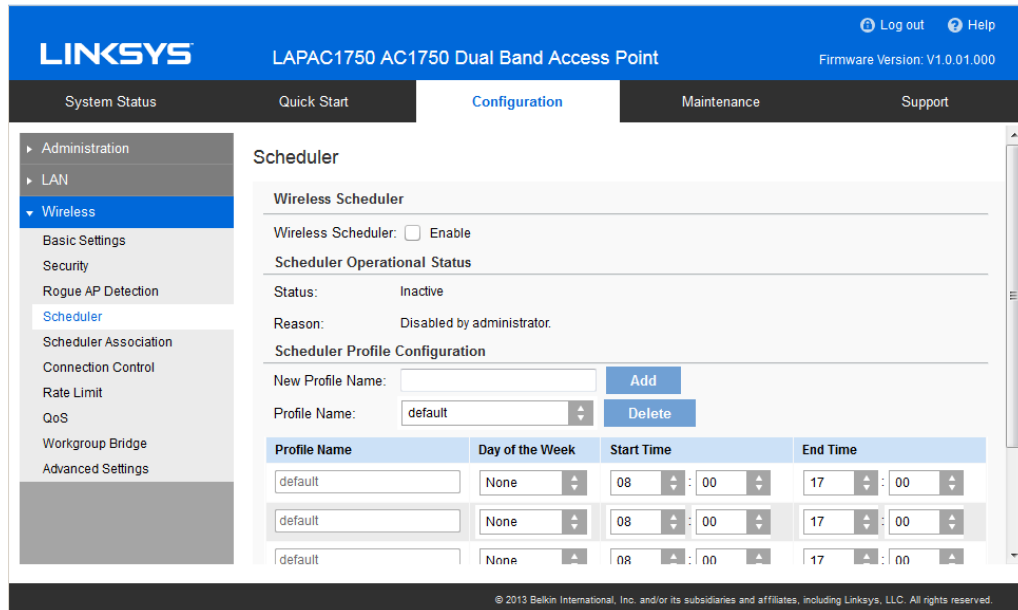 Log out Help
LINKSYS LAPAC1750 AC1750 Dual Band Access Point Firmware Version: V1.0.01.000
System Status Quick Start Configuration Maintenance Support
Administration
LAN
Wireless
Basic Settings
Security
Rogue AP Detection
Scheduler
Scheduler Association
Connection Control
Rate Limit
QoS
Workgroup Bridge
Advanced Settings
Scheduler
Wireless Scheduler
Wireless Scheduler: Enable
Scheduler Operational Status
Status: Inactive
Reason: Disabled by administrator.
Scheduler Profile Configuration
New Profile Name: Add
Profile Name: default Delete
Profile Name Day of the Week Start Time End Time
default None 08 : 00 17 : 00
default None 08 : 00 17 : 00
default None 08 : 00 17 : 00
© 2013 Belkin International, Inc. and/or its subsidiaries and affiliates, including Linksys, LLC. All rights reserved.